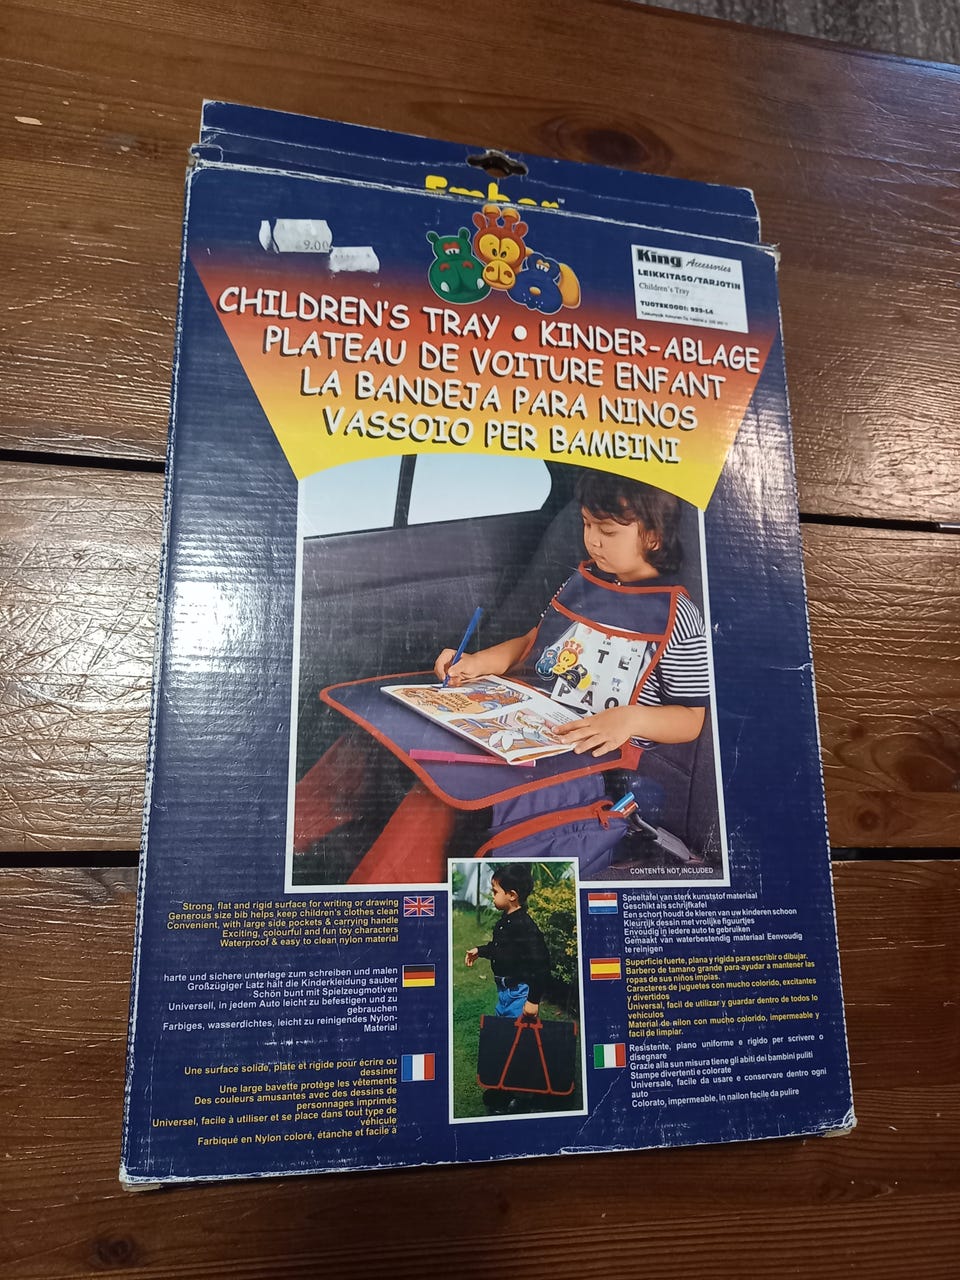 Ember™
9.00
King Accessories
LEIKKITASO/TARJOTIN
Children's Tray
TUOTEKOODI: 929-L4
CHILDREN'S TRAY • KINDER-ABLAGE
PLATEAU DE VOITURE ENFANT
LA BANDEJA PARA NINOS
VASSOIO PER BAMBINI
T E
P A O
CONTENTS NOT INCLUDED
Strong, flat and rigid surface for writing or drawing
Generous size bib helps keep children's clothes clean
Convenient, with large side pockets & carrying handle
Exciting, colourful and fun toy characters
Waterproof & easy to clean nylon material
harte und sichere unterlage zum schreiben und malen
Großzügiger Latz hält die Kinderkleidung sauber
Schön bunt mit Spielzeugmotiven
Universell, in jedem Auto leicht zu befestigen und zu
gebrauchen
Farbiges, wasserdichtes, leicht zu reinigendes Nylon-
Material
Une surface solide, plate et rigide pour écrire ou
dessiner
Une large bavette protège les vêtements
Des couleurs amusantes avec des dessins de
personnages imprimés
Universel, facile à utiliser et se place dans tout type de
véhicule
Farbiqué en Nylon coloré, étanche et facile à
Speeltafel van sterk kunststof materiaal
Geschikt als schrijfkafel
Een schort houdt de kleren van uw kinderen schoon
Kleurrijk dessin met vrolijke figuurtjes
Envoudig in iedere auto te gebruiken
Gemaakt van waterbestendig materiaal Eenvoudig
te reinigen
Superficie fuerte, plana y rigida para escribir o dibujar.
Barbero de tamano grande para-ayudar a mantener las
ropas de sus niños impias.
Caracteres de juguetes con mucho colorido, excitantes
y divertidos
Universal, facil de utilizar y guardar dentro de todos lo
vehiculos
Material de nilon con mucho colorido, impermeable y
facil de limpiar.
Resistente, piano uniforme e rigido per scrivere o
disegnare
Grazie alla sun misura tiene gli abiti dei bambini puliti
Stampe divertenti e colorate
Universale, facile da usare e conservare dentro ogni
auto
Colorato, impermeabile, in nailon facile da pulire